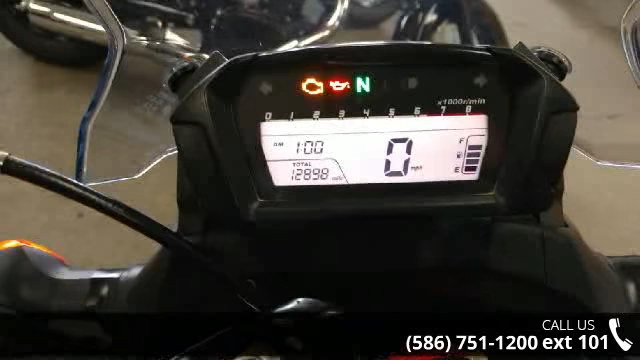 N
x1000r/min
0 1 2 3 4 5 6 7 8
AM 1:00
0 mph
F
E
TOTAL
12898 mile
CALL US
(586) 751-1200 ext 101